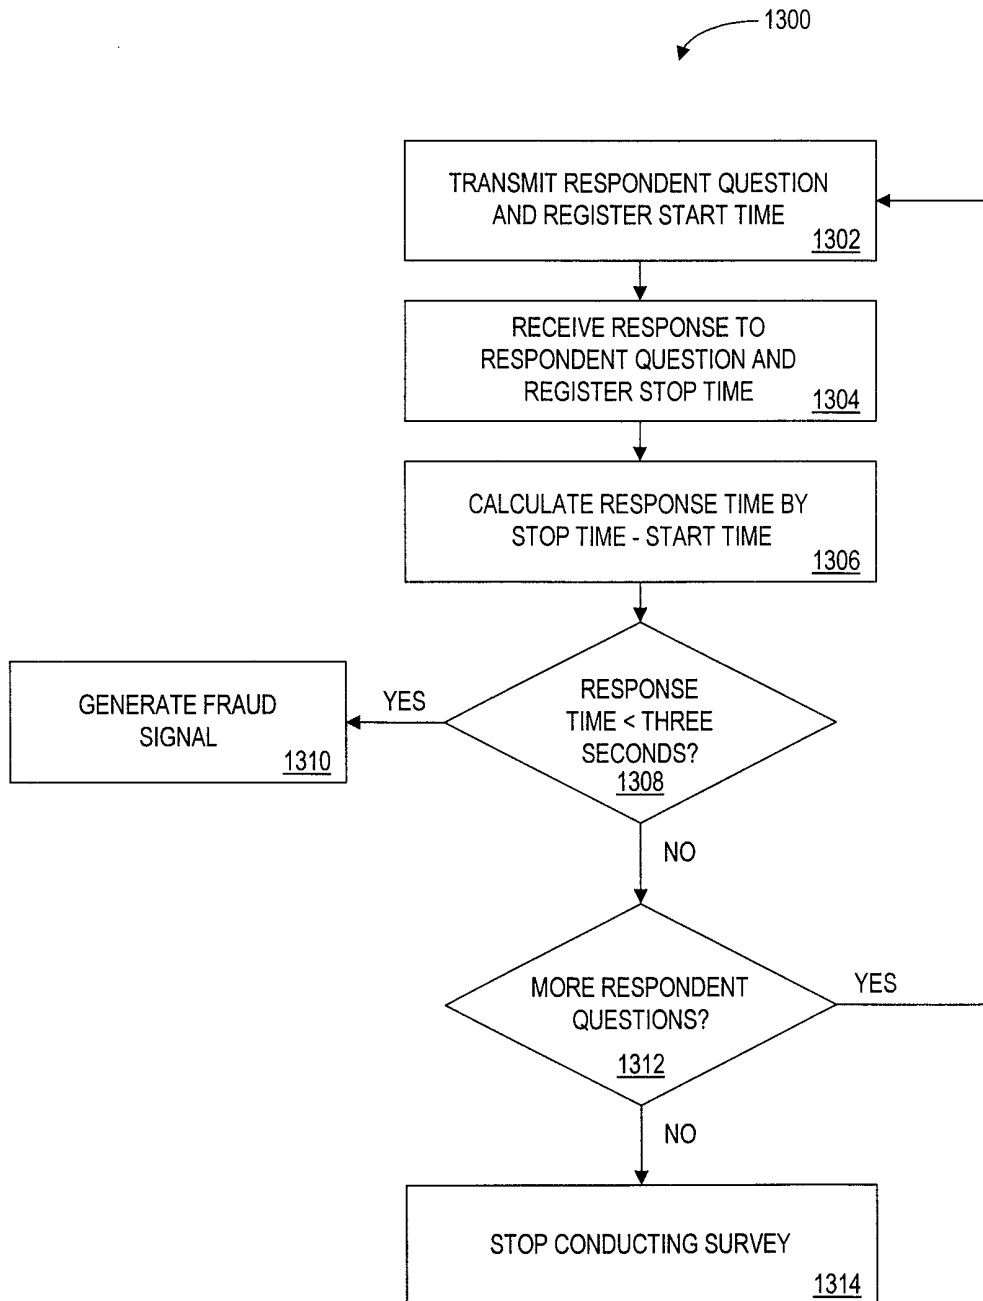 1300
TRANSMIT RESPONDENT QUESTION
AND REGISTER START TIME
1302
RECEIVE RESPONSE TO
RESPONDENT QUESTION AND
REGISTER STOP TIME
1304
CALCULATE RESPONSE TIME BY
STOP TIME - START TIME
1306
RESPONSE
TIME < THREE
SECONDS?
1308
YES
GENERATE FRAUD
SIGNAL
1310
NO
MORE RESPONDENT
QUESTIONS?
1312
YES
NO
STOP CONDUCTING SURVEY
1314